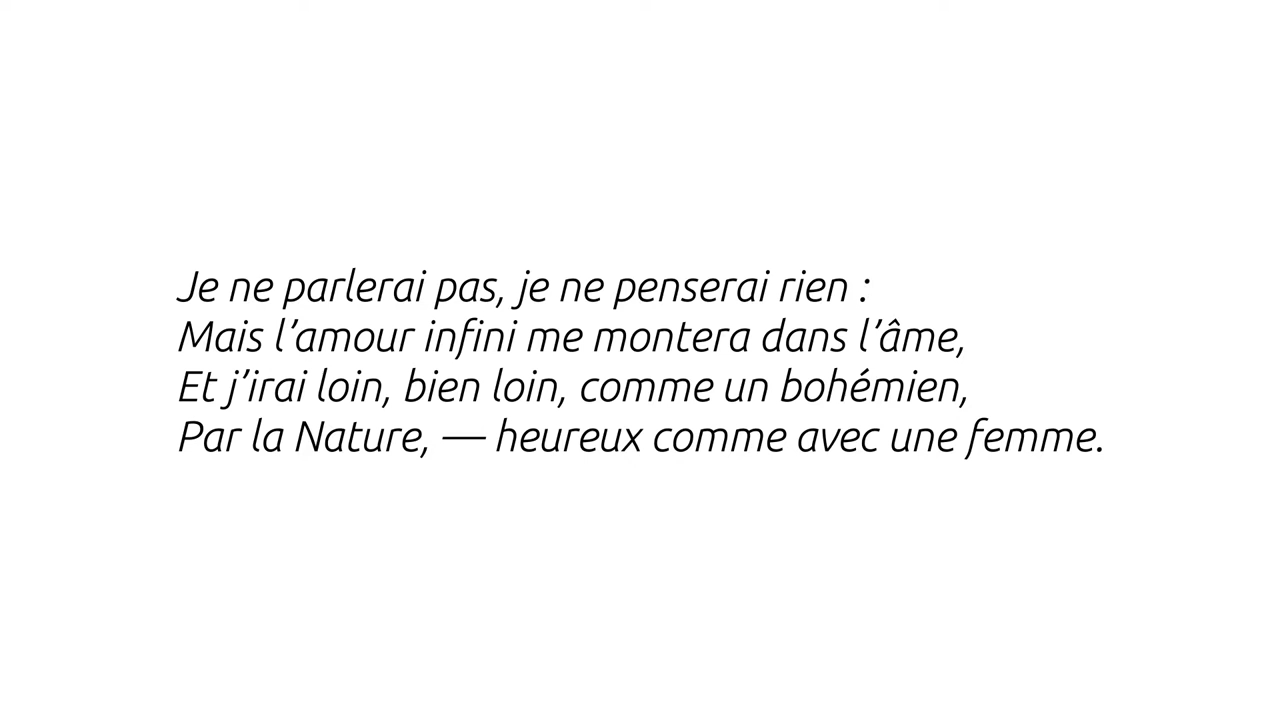 Je ne parlerai pas, je ne penserai rien :
Mais l’amour infini me montera dans l’âme,
Et j’irai loin, bien loin, comme un bohémien,
Par la Nature, — heureux comme avec une femme.